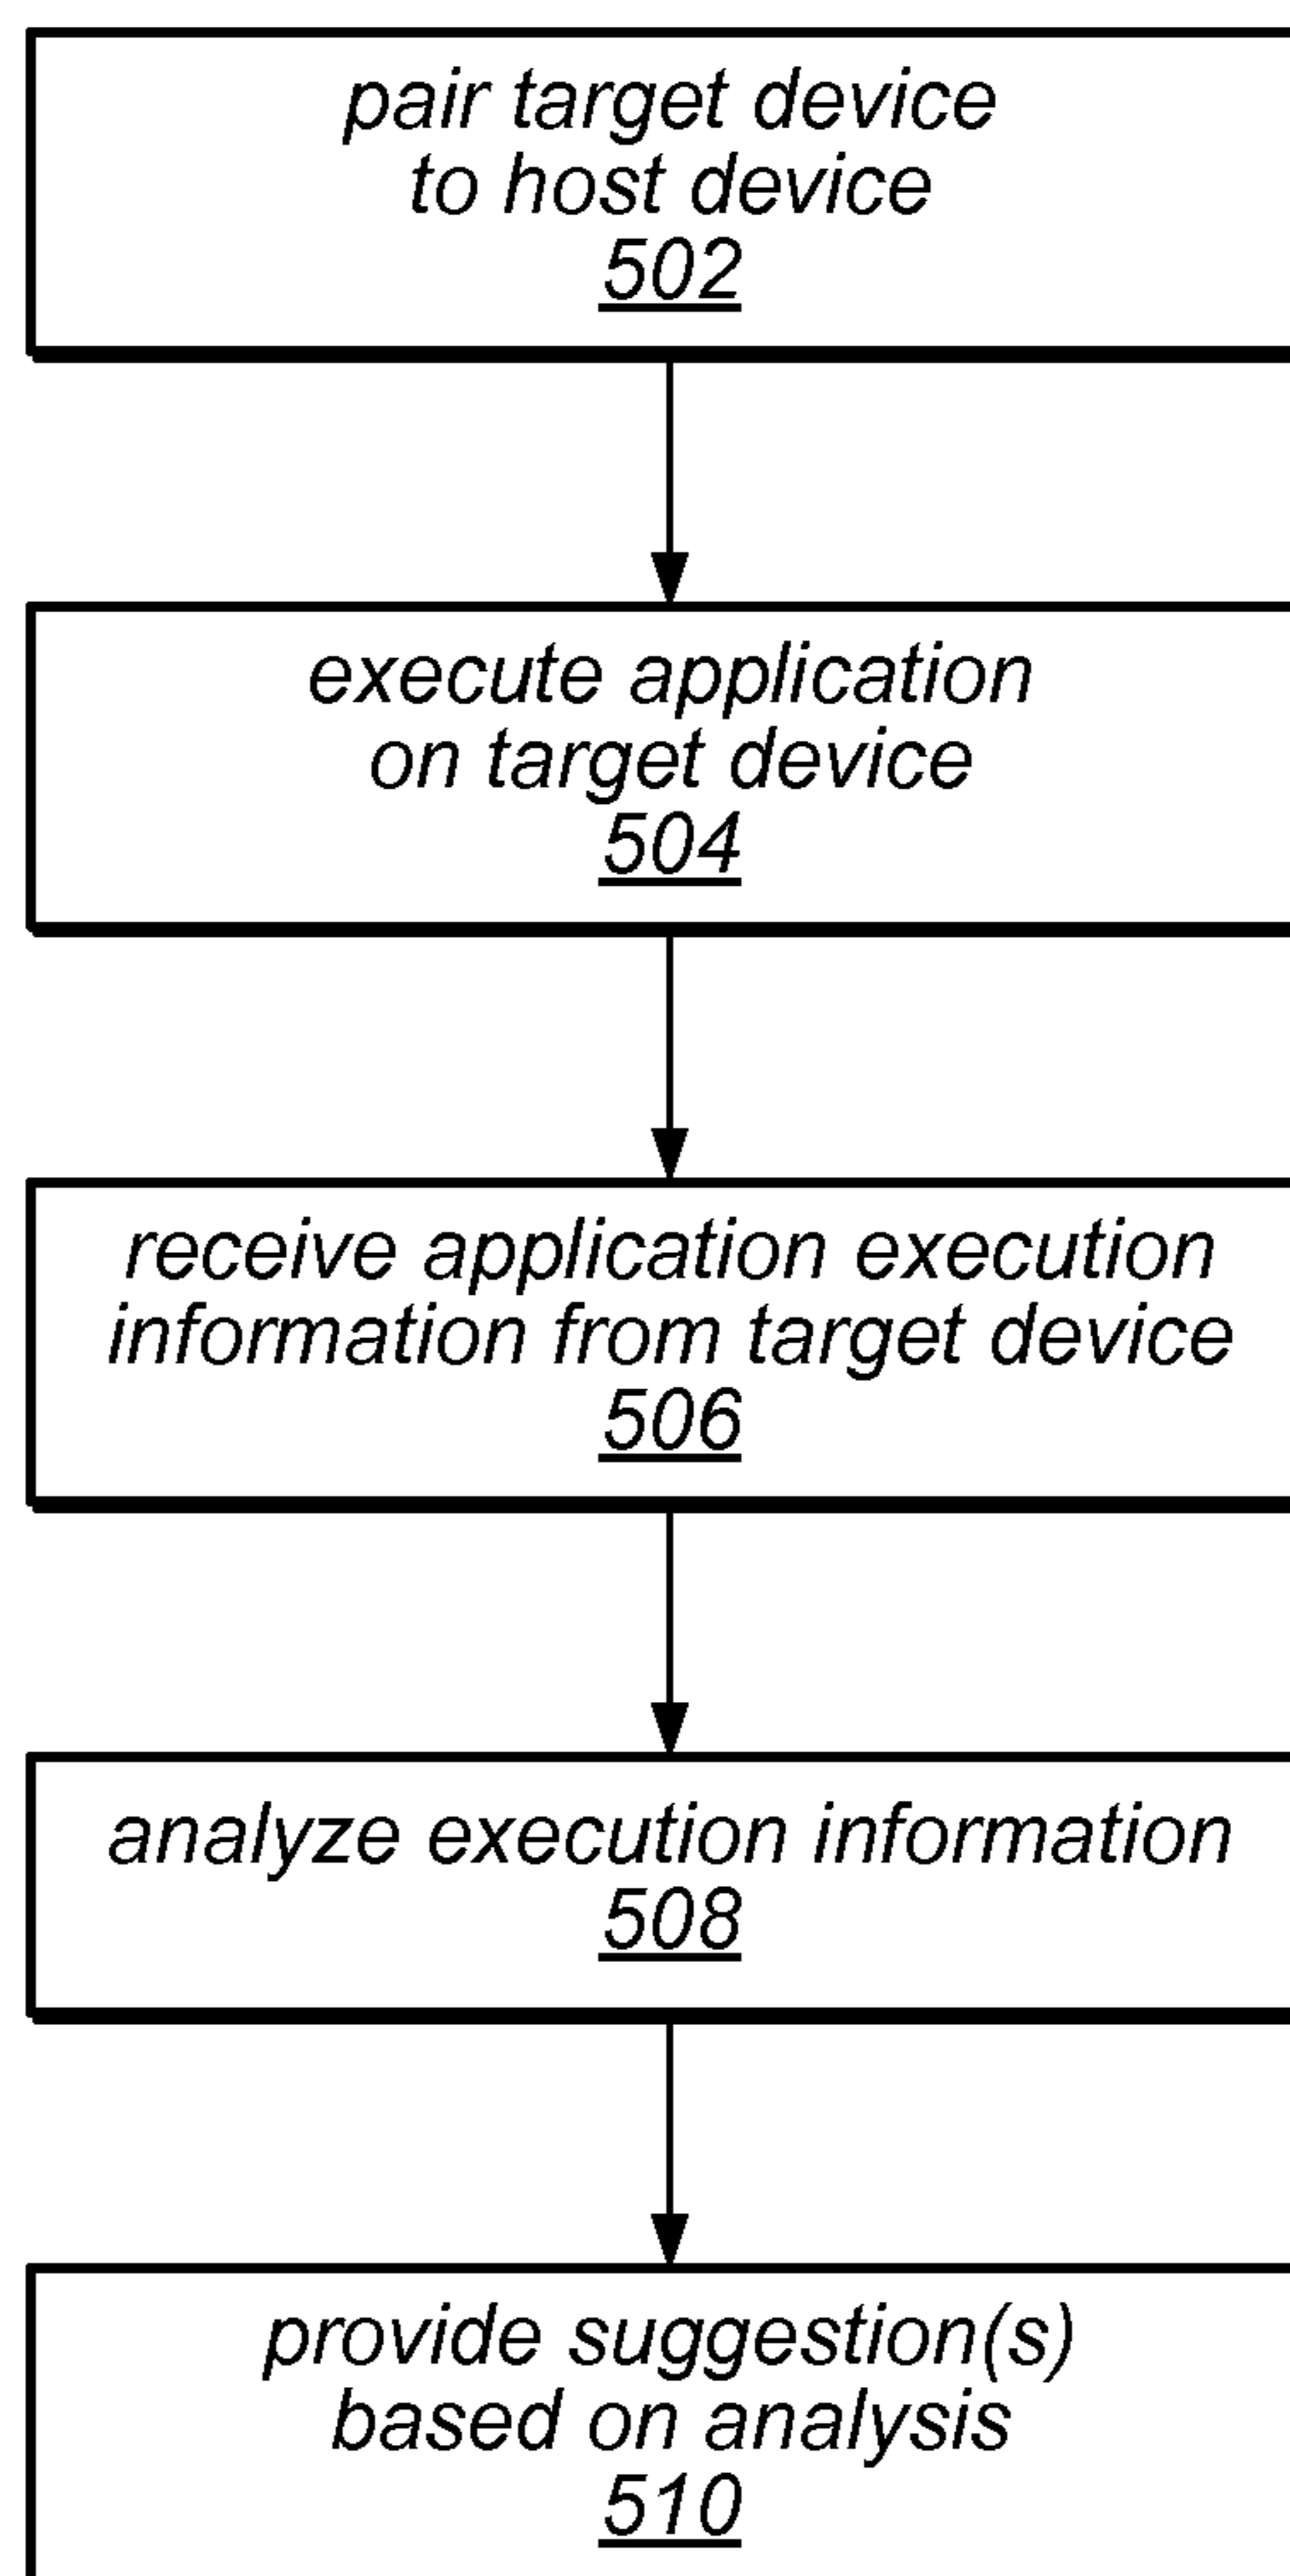 pair target device
to host device
502
execute application
on target device
504
receive application execution
information from target device
506
analyze execution information
508
provide suggestion(s)
based on analysis
510